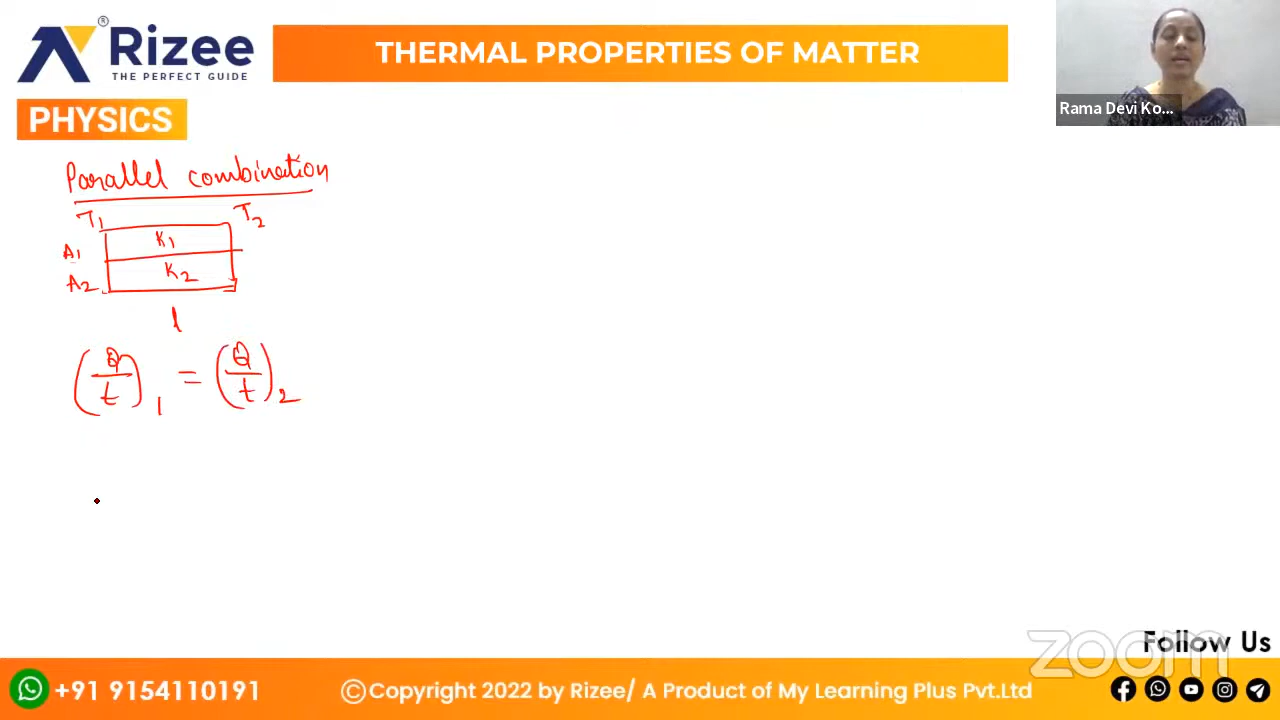 Rizee®
THE PERFECT GUIDE
THERMAL PROPERTIES OF MATTER
Rama Devi Ko...
PHYSICS
Parallel combination
T1 T2
A1 K1
A2 K2
l
(Q/t)1 = (Q/t)2
zoom
Follow Us
+91 9154110191
©Copyright 2022 by Rizee/ A Product of My Learning Plus Pvt.Ltd